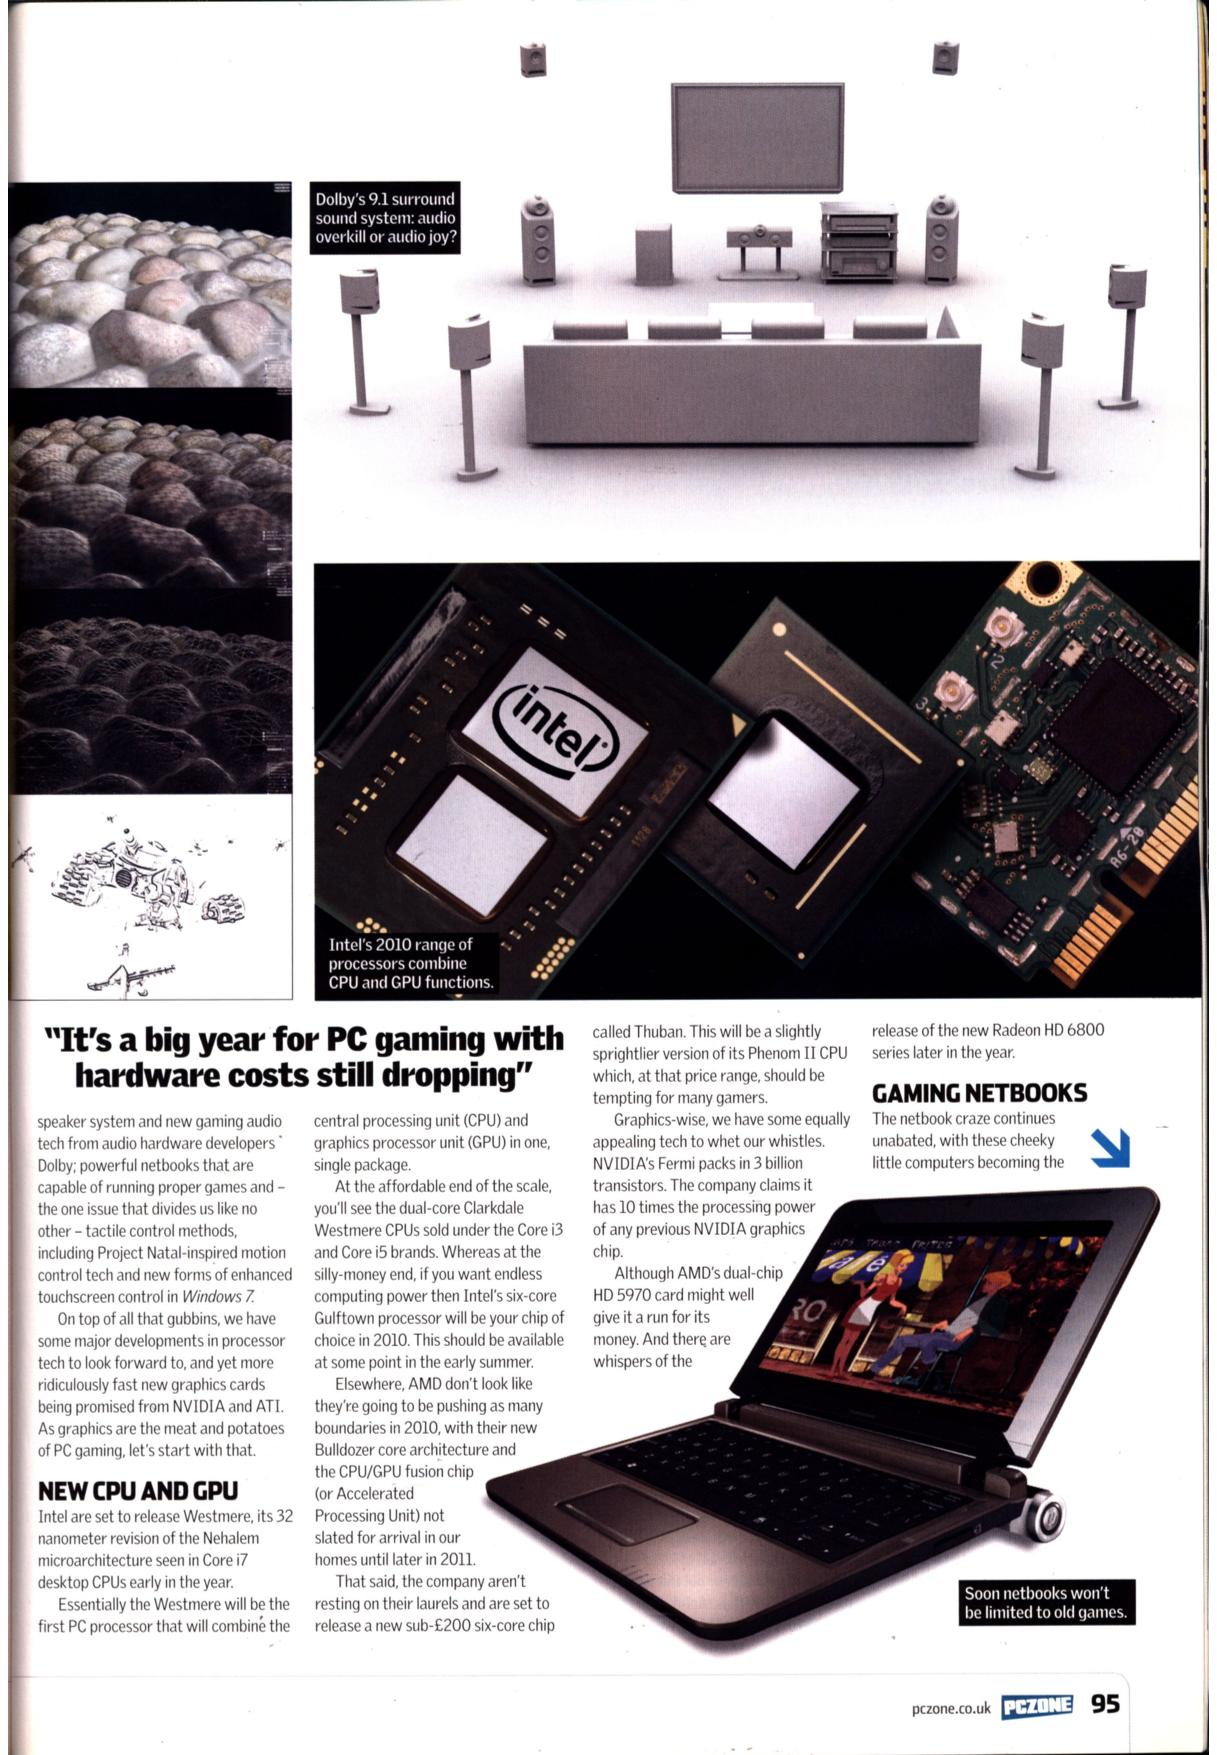 Dolby's 9.1 surround
sound system: audio
overkill or audio joy?
intel
Intel's 2010 range of
processors combine
CPU and GPU functions.
"It's a big year for PC gaming with
hardware costs still dropping"
speaker system and new gaming audio
tech from audio hardware developers
Dolby; powerful netbooks that are
capable of running proper games and –
the one issue that divides us like no
other – tactile control methods,
including Project Natal-inspired motion
control tech and new forms of enhanced
touchscreen control in Windows 7.
On top of all that gubbins, we have
some major developments in processor
tech to look forward to, and yet more
ridiculously fast new graphics cards
being promised from NVIDIA and ATI.
As graphics are the meat and potatoes
of PC gaming, let's start with that.
NEW CPU AND GPU
Intel are set to release Westmere, its 32
nanometer revision of the Nehalem
microarchitecture seen in Core i7
desktop CPUs early in the year.
Essentially the Westmere will be the
first PC processor that will combine the
central processing unit (CPU) and
graphics processor unit (GPU) in one,
single package.
At the affordable end of the scale,
you'll see the dual-core Clarkdale
Westmere CPUs sold under the Core i3
and Core i5 brands. Whereas at the
silly-money end, if you want endless
computing power then Intel's six-core
Gulftown processor will be your chip of
choice in 2010. This should be available
at some point in the early summer.
Elsewhere, AMD don't look like
they're going to be pushing as many
boundaries in 2010, with their new
Bulldozer core architecture and
the CPU/GPU fusion chip
(or Accelerated
Processing Unit) not
slated for arrival in our
homes until later in 2011.
That said, the company aren't
resting on their laurels and are set to
release a new sub-£200 six-core chip
called Thuban. This will be a slightly
sprightlier version of its Phenom II CPU
which, at that price range, should be
tempting for many gamers.
Graphics-wise, we have some equally
appealing tech to whet our whistles.
NVIDIA's Fermi packs in 3 billion
transistors. The company claims it
has 10 times the processing power
of any previous NVIDIA graphics
chip.
Although AMD's dual-chip
HD 5970 card might well
give it a run for its
money. And there are
whispers of the
release of the new Radeon HD 6800
series later in the year.
GAMING NETBOOKS
The netbook craze continues
unabated, with these cheeky
little computers becoming the
Soon netbooks won't
be limited to old games.
pczone.co.uk PCZONE 95